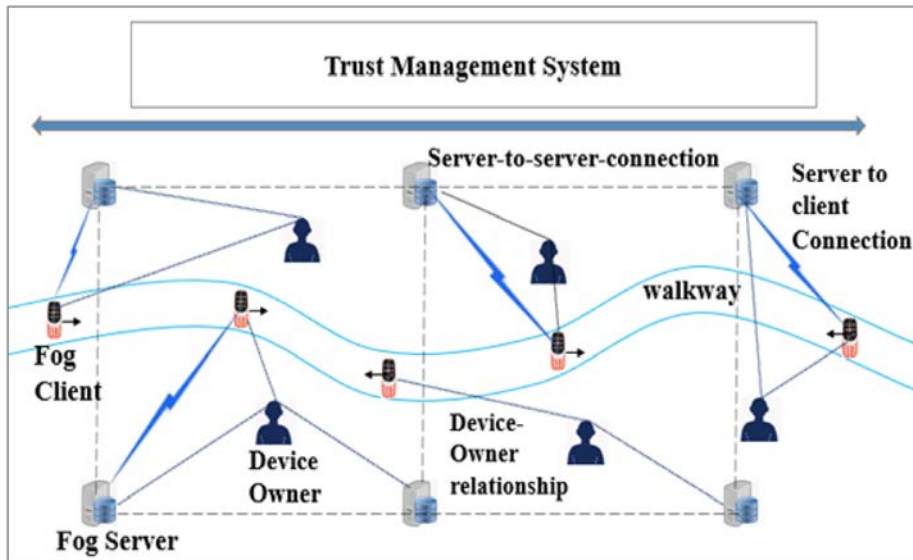 Trust Management System
Server-to-server-connection
Server to
client
Connection
walkway
Fog
Client
Device-
Owner
relationship
Device
Owner
Fog Server